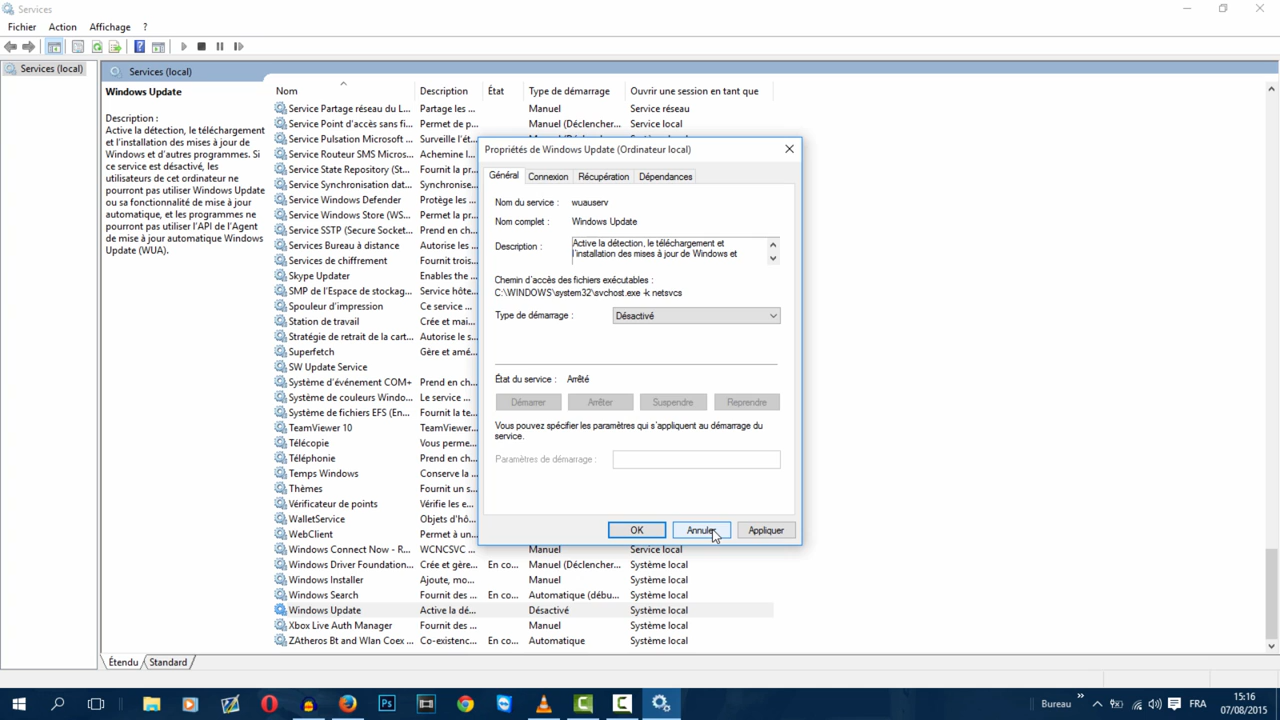 Services
Fichier Action Affichage ?
Services (local)
Services (local)
Windows Update
Description :
Active la détection, le téléchargement
et l'installation des mises à jour de
Windows et d'autres programmes. Si
ce service est désactivé, les
utilisateurs de cet ordinateur ne
pourront pas utiliser Windows Update
ou sa fonctionnalité de mise à jour
automatique, et les programmes ne
pourront pas utiliser l'API de l'Agent
de mise à jour automatique Windows
Update (WUA).
Nom Description État Type de démarrage Ouvrir une session en tant que
Service Partage réseau du L... Partage les ... Manuel Service réseau
Service Point d'accès sans fi... Permet de p... Manuel (Déclencher... Service local
Service Pulsation Microsoft ... Surveille l'ét...
Service Routeur SMS Micros... Achemine l...
Service State Repository (St... Fournit la pr...
Service Synchronisation dat... Synchronise...
Service Windows Defender Protège les ...
Service Windows Store (WS... Permet la pr...
Service SSTP (Secure Socket... Permet de pr...
Services Bureau à distance Autorise les ...
Services de chiffrement Fournit trois...
Skype Updater Enables the ...
SMP de l'Espace de stockag... Service hôte...
Spouleur d'impression Ce service ...
Station de travail Crée et mai...
Stratégie de retrait de la cart... Autorise le s...
Superfetch Gère et amé...
SW Update Service
Système d'événement COM+ Prend en ch...
Système de couleurs Windo... Le service ...
Système de fichiers EFS (En... Fournit la te...
TeamViewer 10 TeamViewer...
Télécopie Vous perme...
Téléphonie Prend en ch...
Temps Windows Conserve la ...
Thèmes Fournit un s...
Vérificateur de points Vérifie les e...
WalletService Objets d'hô...
WebClient Permet à de...
Windows Connect Now - R... WCNCSVC ... Manuel Service local
Windows Driver Foundation... Crée et gère... En co... Manuel (Déclencher... Système local
Windows Installer Ajoute, mo... Manuel Système local
Windows Search Fournit des ... En co... Automatique (débu... Système local
Windows Update Active la dé... Désactivé Système local
Xbox Live Auth Manager Fournit des ... Manuel Système local
ZAtheros Bt and Wlan Coex ... Co-existenc... En co... Automatique Système local
Étendu Standard
Propriétés de Windows Update (Ordinateur local)
Général Connexion Récupération Dépendances
Nom du service : wuauserv
Nom complet : Windows Update
Description : Active la détection, le téléchargement et
l'installation des mises à jour de Windows et
Chemin d'accès des fichiers exécutables :
C:\WINDOWS\system32\svchost.exe -k netsvcs
Type de démarrage : Désactivé
État du service : Arrêté
Démarrer Arrêter Suspendre Reprendre
Vous pouvez spécifier les paramètres qui s'appliquent au démarrage du
service.
Paramètres de démarrage :
OK Annuler Appliquer
Bureau FRA 15:16
07/08/2015